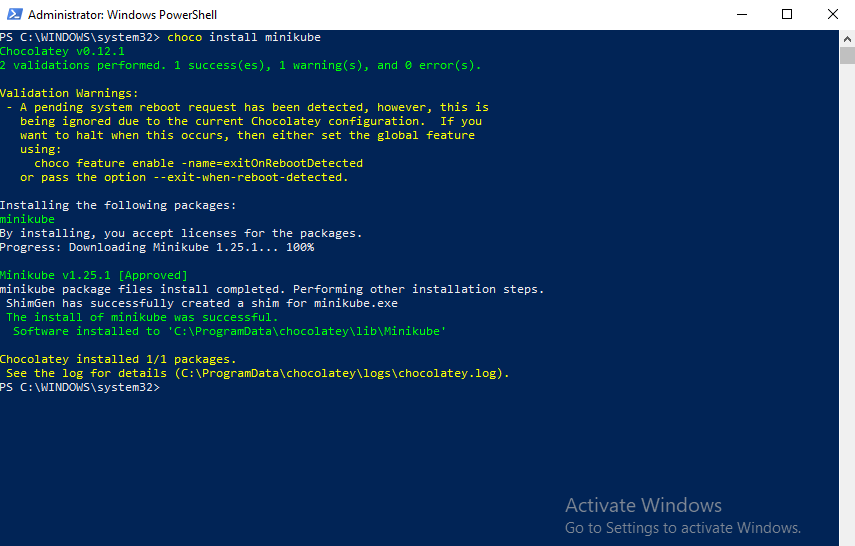 Administrator: Windows PowerShell
PS C:\WINDOWS\system32> choco install minikube
Chocolatey v0.12.1
2 validations performed. 1 success(es), 1 warning(s), and 0 error(s).
Validation Warnings:
 - A pending system reboot request has been detected, however, this is
   being ignored due to the current Chocolatey configuration.  If you
   want to halt when this occurs, then either set the global feature
   using:
     choco feature enable -name=exitOnRebootDetected
   or pass the option --exit-when-reboot-detected.
Installing the following packages:
minikube
By installing, you accept licenses for the packages.
Progress: Downloading Minikube 1.25.1... 100%
Minikube v1.25.1 [Approved]
minikube package files install completed. Performing other installation steps.
 ShimGen has successfully created a shim for minikube.exe
 The install of minikube was successful.
  Software installed to 'C:\ProgramData\chocolatey\lib\Minikube'
Chocolatey installed 1/1 packages.
 See the log for details (C:\ProgramData\chocolatey\logs\chocolatey.log).
PS C:\WINDOWS\system32>
Activate Windows
Go to Settings to activate Windows.